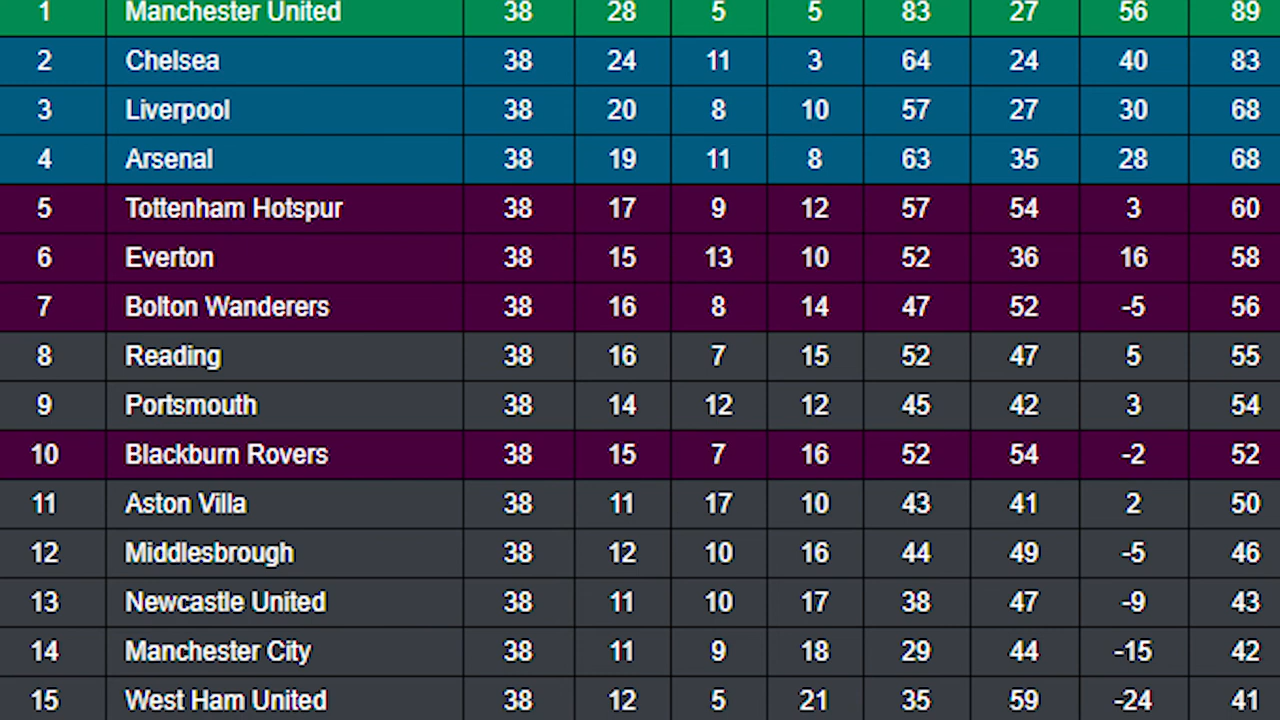 1 Manchester United 38 28 5 5 83 27 56 89
2 Chelsea 38 24 11 3 64 24 40 83
3 Liverpool 38 20 8 10 57 27 30 68
4 Arsenal 38 19 11 8 63 35 28 68
5 Tottenham Hotspur 38 17 9 12 57 54 3 60
6 Everton 38 15 13 10 52 36 16 58
7 Bolton Wanderers 38 16 8 14 47 52 -5 56
8 Reading 38 16 7 15 52 47 5 55
9 Portsmouth 38 14 12 12 45 42 3 54
10 Blackburn Rovers 38 15 7 16 52 54 -2 52
11 Aston Villa 38 11 17 10 43 41 2 50
12 Middlesbrough 38 12 10 16 44 49 -5 46
13 Newcastle United 38 11 10 17 38 47 -9 43
14 Manchester City 38 11 9 18 29 44 -15 42
15 West Ham United 38 12 5 21 35 59 -24 41